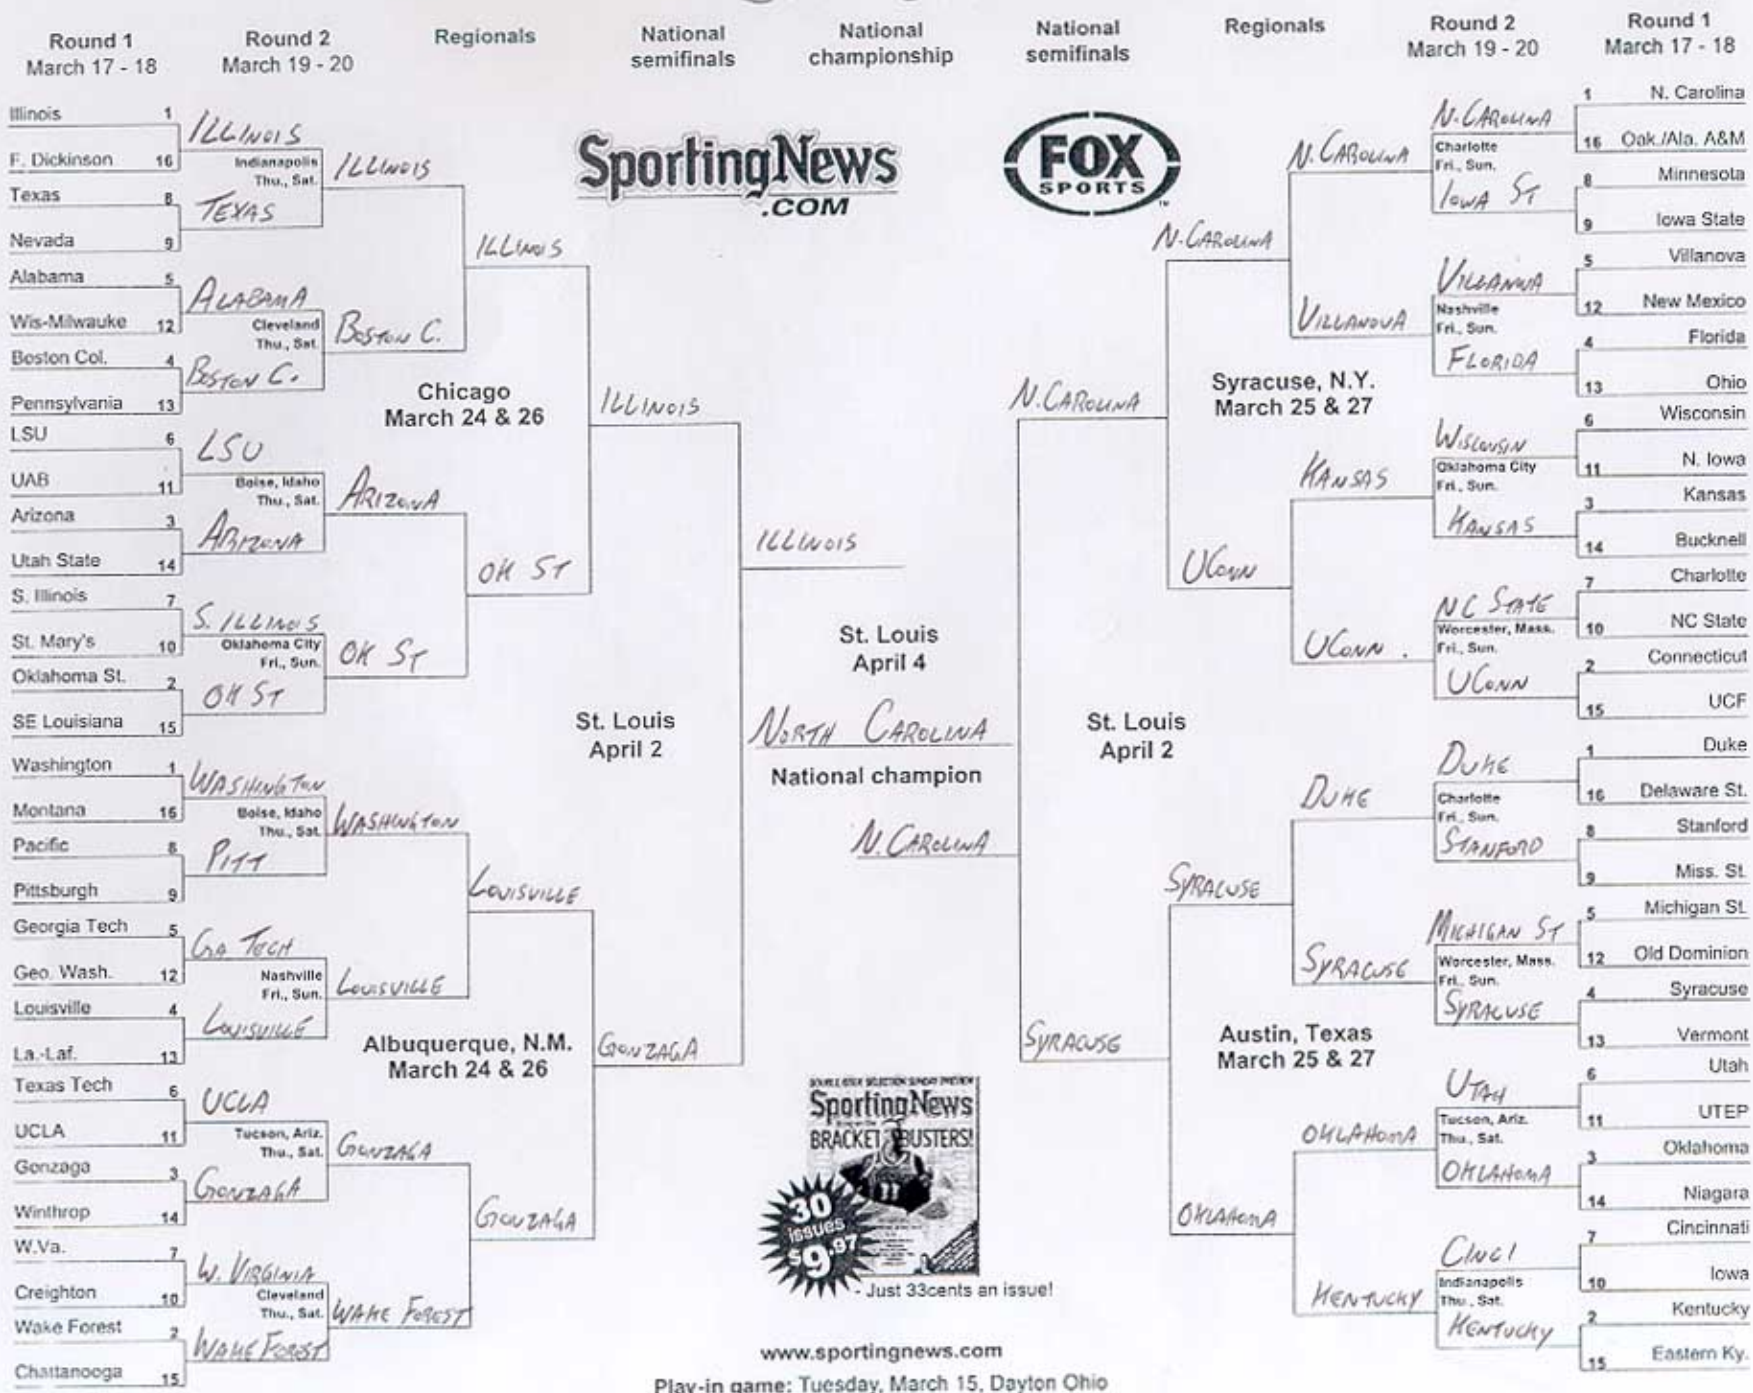 Round 1
March 17 - 18
Round 2
March 19 - 20
Regionals
National
semifinals
National
championship
National
semifinals
Regionals
Round 2
March 19 - 20
Round 1
March 17 - 18
SportingNews
.COM
FOX
SPORTS
Illinois 1
F. Dickinson 16
Texas 8
Nevada 9
Alabama 5
Wis-Milwauke 12
Boston Col. 4
Pennsylvania 13
LSU 6
UAB 11
Arizona 3
Utah State 14
S. Illinois 7
St. Mary's 10
Oklahoma St. 2
SE Louisiana 15
Washington 1
Montana 16
Pacific 8
Pittsburgh 9
Georgia Tech 5
Geo. Wash. 12
Louisville 4
La.-Laf. 13
Texas Tech 6
UCLA 11
Gonzaga 3
Winthrop 14
W.Va. 7
Creighton 10
Wake Forest 2
Chattanooga 15
ILLINOIS
Indianapolis
Thu., Sat.
TEXAS
ALABAMA
Cleveland
Thu., Sat.
BOSTON C.
LSU
Boise, Idaho
Thu., Sat.
ARIZONA
S. ILLINOIS
Oklahoma City
Fri., Sun.
OK ST
WASHINGTON
Boise, Idaho
Thu., Sat.
PITT
GA TECH
Nashville
Fri., Sun.
LOUISVILLE
UCLA
Tucson, Ariz.
Thu., Sat.
GONZAGA
W. VIRGINIA
Cleveland
Thu., Sat.
WAKE FOREST
ILLINOIS
BOSTON C.
ARIZONA
OK ST
WASHINGTON
LOUISVILLE
GONZAGA
WAKE FOREST
ILLINOIS
Chicago
March 24 & 26
OK ST
LOUISVILLE
Albuquerque, N.M.
March 24 & 26
GONZAGA
ILLINOIS
St. Louis
April 2
GONZAGA
ILLINOIS
St. Louis
April 4
NORTH CAROLINA
National champion
N. CAROLINA
N. CAROLINA
St. Louis
April 2
SYRACUSE
N. CAROLINA
Syracuse, N.Y.
March 25 & 27
UCONN
SYRACUSE
Austin, Texas
March 25 & 27
OKLAHOMA
N. CAROLINA
VILLANOVA
KANSAS
UCONN.
DUKE
SYRACUSE
OKLAHOMA
KENTUCKY
N. CAROLINA
Charlotte
Fri., Sun.
IOWA ST
VILLANOVA
Nashville
Fri., Sun.
FLORIDA
WISCONSIN
Oklahoma City
Fri., Sun.
KANSAS
NC STATE
Worcester, Mass.
Fri., Sun.
UCONN
DUKE
Charlotte
Fri., Sun.
STANFORD
MICHIGAN ST
Worcester, Mass.
Fri., Sun.
SYRACUSE
UTAH
Tucson, Ariz.
Thu., Sat.
OKLAHOMA
CINCI
Indianapolis
Thu., Sat.
KENTUCKY
1 N. Carolina
16 Oak./Ala. A&M
8 Minnesota
9 Iowa State
5 Villanova
12 New Mexico
4 Florida
13 Ohio
6 Wisconsin
11 N. Iowa
3 Kansas
14 Bucknell
7 Charlotte
10 NC State
2 Connecticut
15 UCF
1 Duke
16 Delaware St.
8 Stanford
9 Miss. St.
5 Michigan St.
12 Old Dominion
4 Syracuse
13 Vermont
6 Utah
11 UTEP
3 Oklahoma
14 Niagara
7 Cincinnati
10 Iowa
2 Kentucky
15 Eastern Ky.
DOUBLE ISSUE SELECTION SUNDAY PREVIEW
SportingNews
BRACKET BUSTERS!
30
issues
$9.97
- Just 33cents an issue!
www.sportingnews.com
Play-in game: Tuesday, March 15, Dayton Ohio